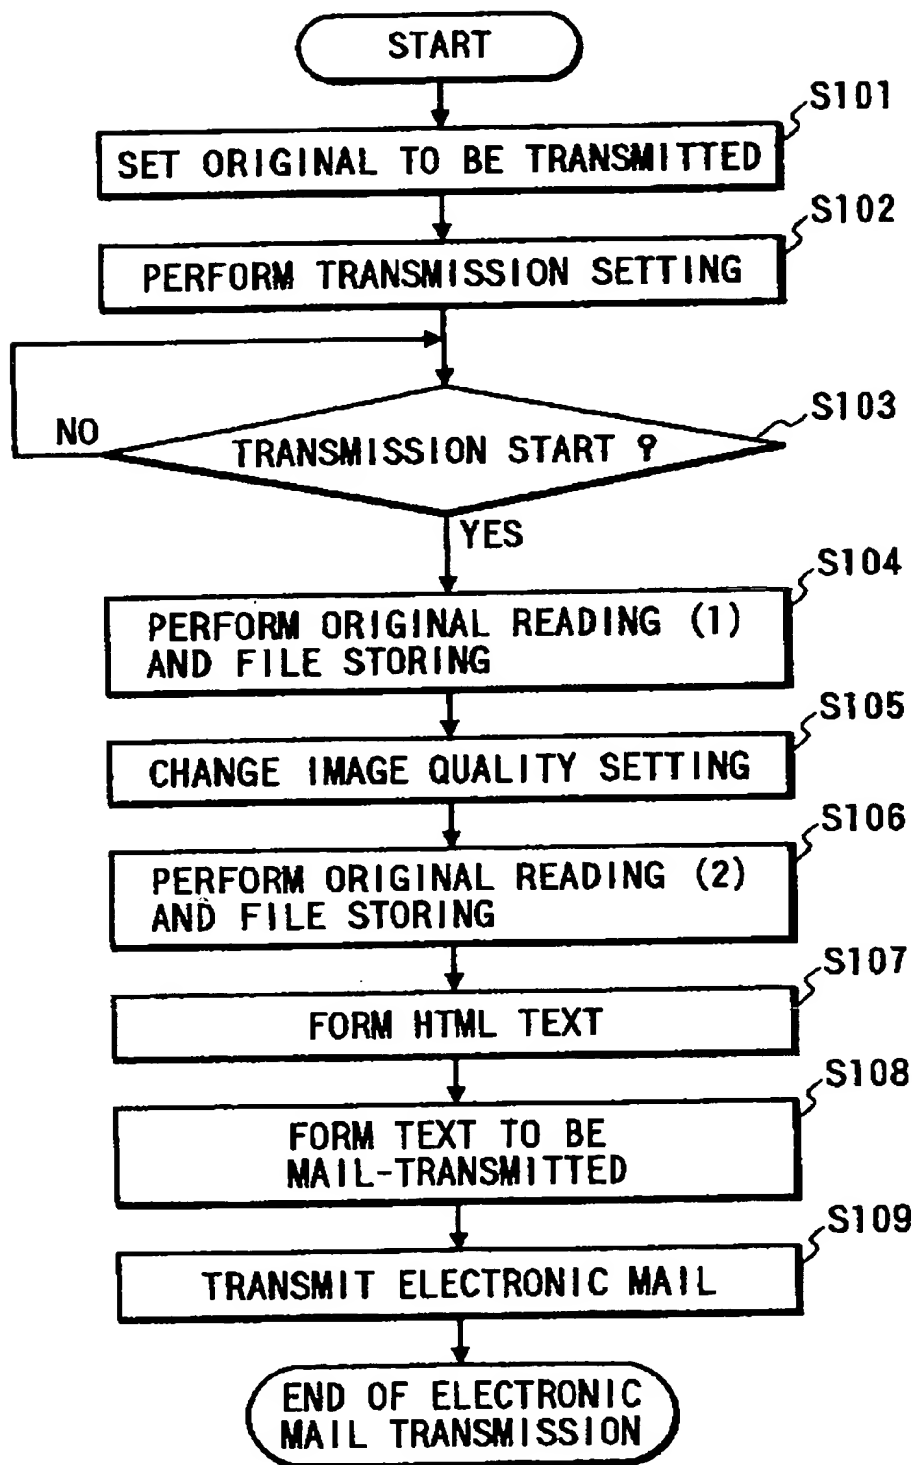 START
S101
SET ORIGINAL TO BE TRANSMITTED
S102
PERFORM TRANSMISSION SETTING
S103
NO
TRANSMISSION START ?
YES
S104
PERFORM ORIGINAL READING (1)
AND FILE STORING
S105
CHANGE IMAGE QUALITY SETTING
S106
PERFORM ORIGINAL READING (2)
AND FILE STORING
S107
FORM HTML TEXT
S108
FORM TEXT TO BE
MAIL-TRANSMITTED
S109
TRANSMIT ELECTRONIC MAIL
END OF ELECTRONIC
MAIL TRANSMISSION